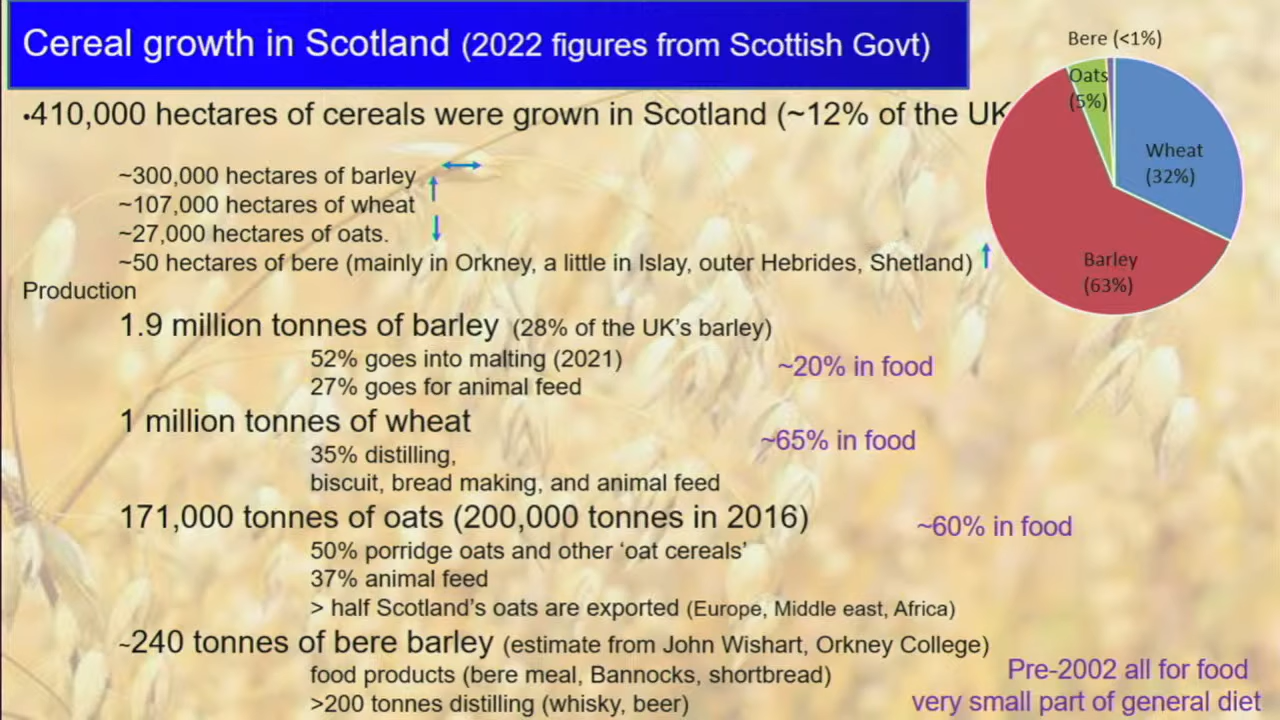 Cereal growth in Scotland (2022 figures from Scottish Govt)
•410,000 hectares of cereals were grown in Scotland (~12% of the UK
~300,000 hectares of barley
~107,000 hectares of wheat
~27,000 hectares of oats.
~50 hectares of bere (mainly in Orkney, a little in Islay, outer Hebrides, Shetland)
Production
1.9 million tonnes of barley (28% of the UK's barley)
52% goes into malting (2021)
27% goes for animal feed
~20% in food
1 million tonnes of wheat
35% distilling,
biscuit, bread making, and animal feed
~65% in food
171,000 tonnes of oats (200,000 tonnes in 2016)
50% porridge oats and other ‘oat cereals’
37% animal feed
> half Scotland's oats are exported (Europe, Middle east, Africa)
~60% in food
~240 tonnes of bere barley (estimate from John Wishart, Orkney College)
food products (bere meal, Bannocks, shortbread)
>200 tonnes distilling (whisky, beer)
Pre-2002 all for food
very small part of general diet
Bere (<1%)
Oats
(5%)
Wheat
(32%)
Barley
(63%)